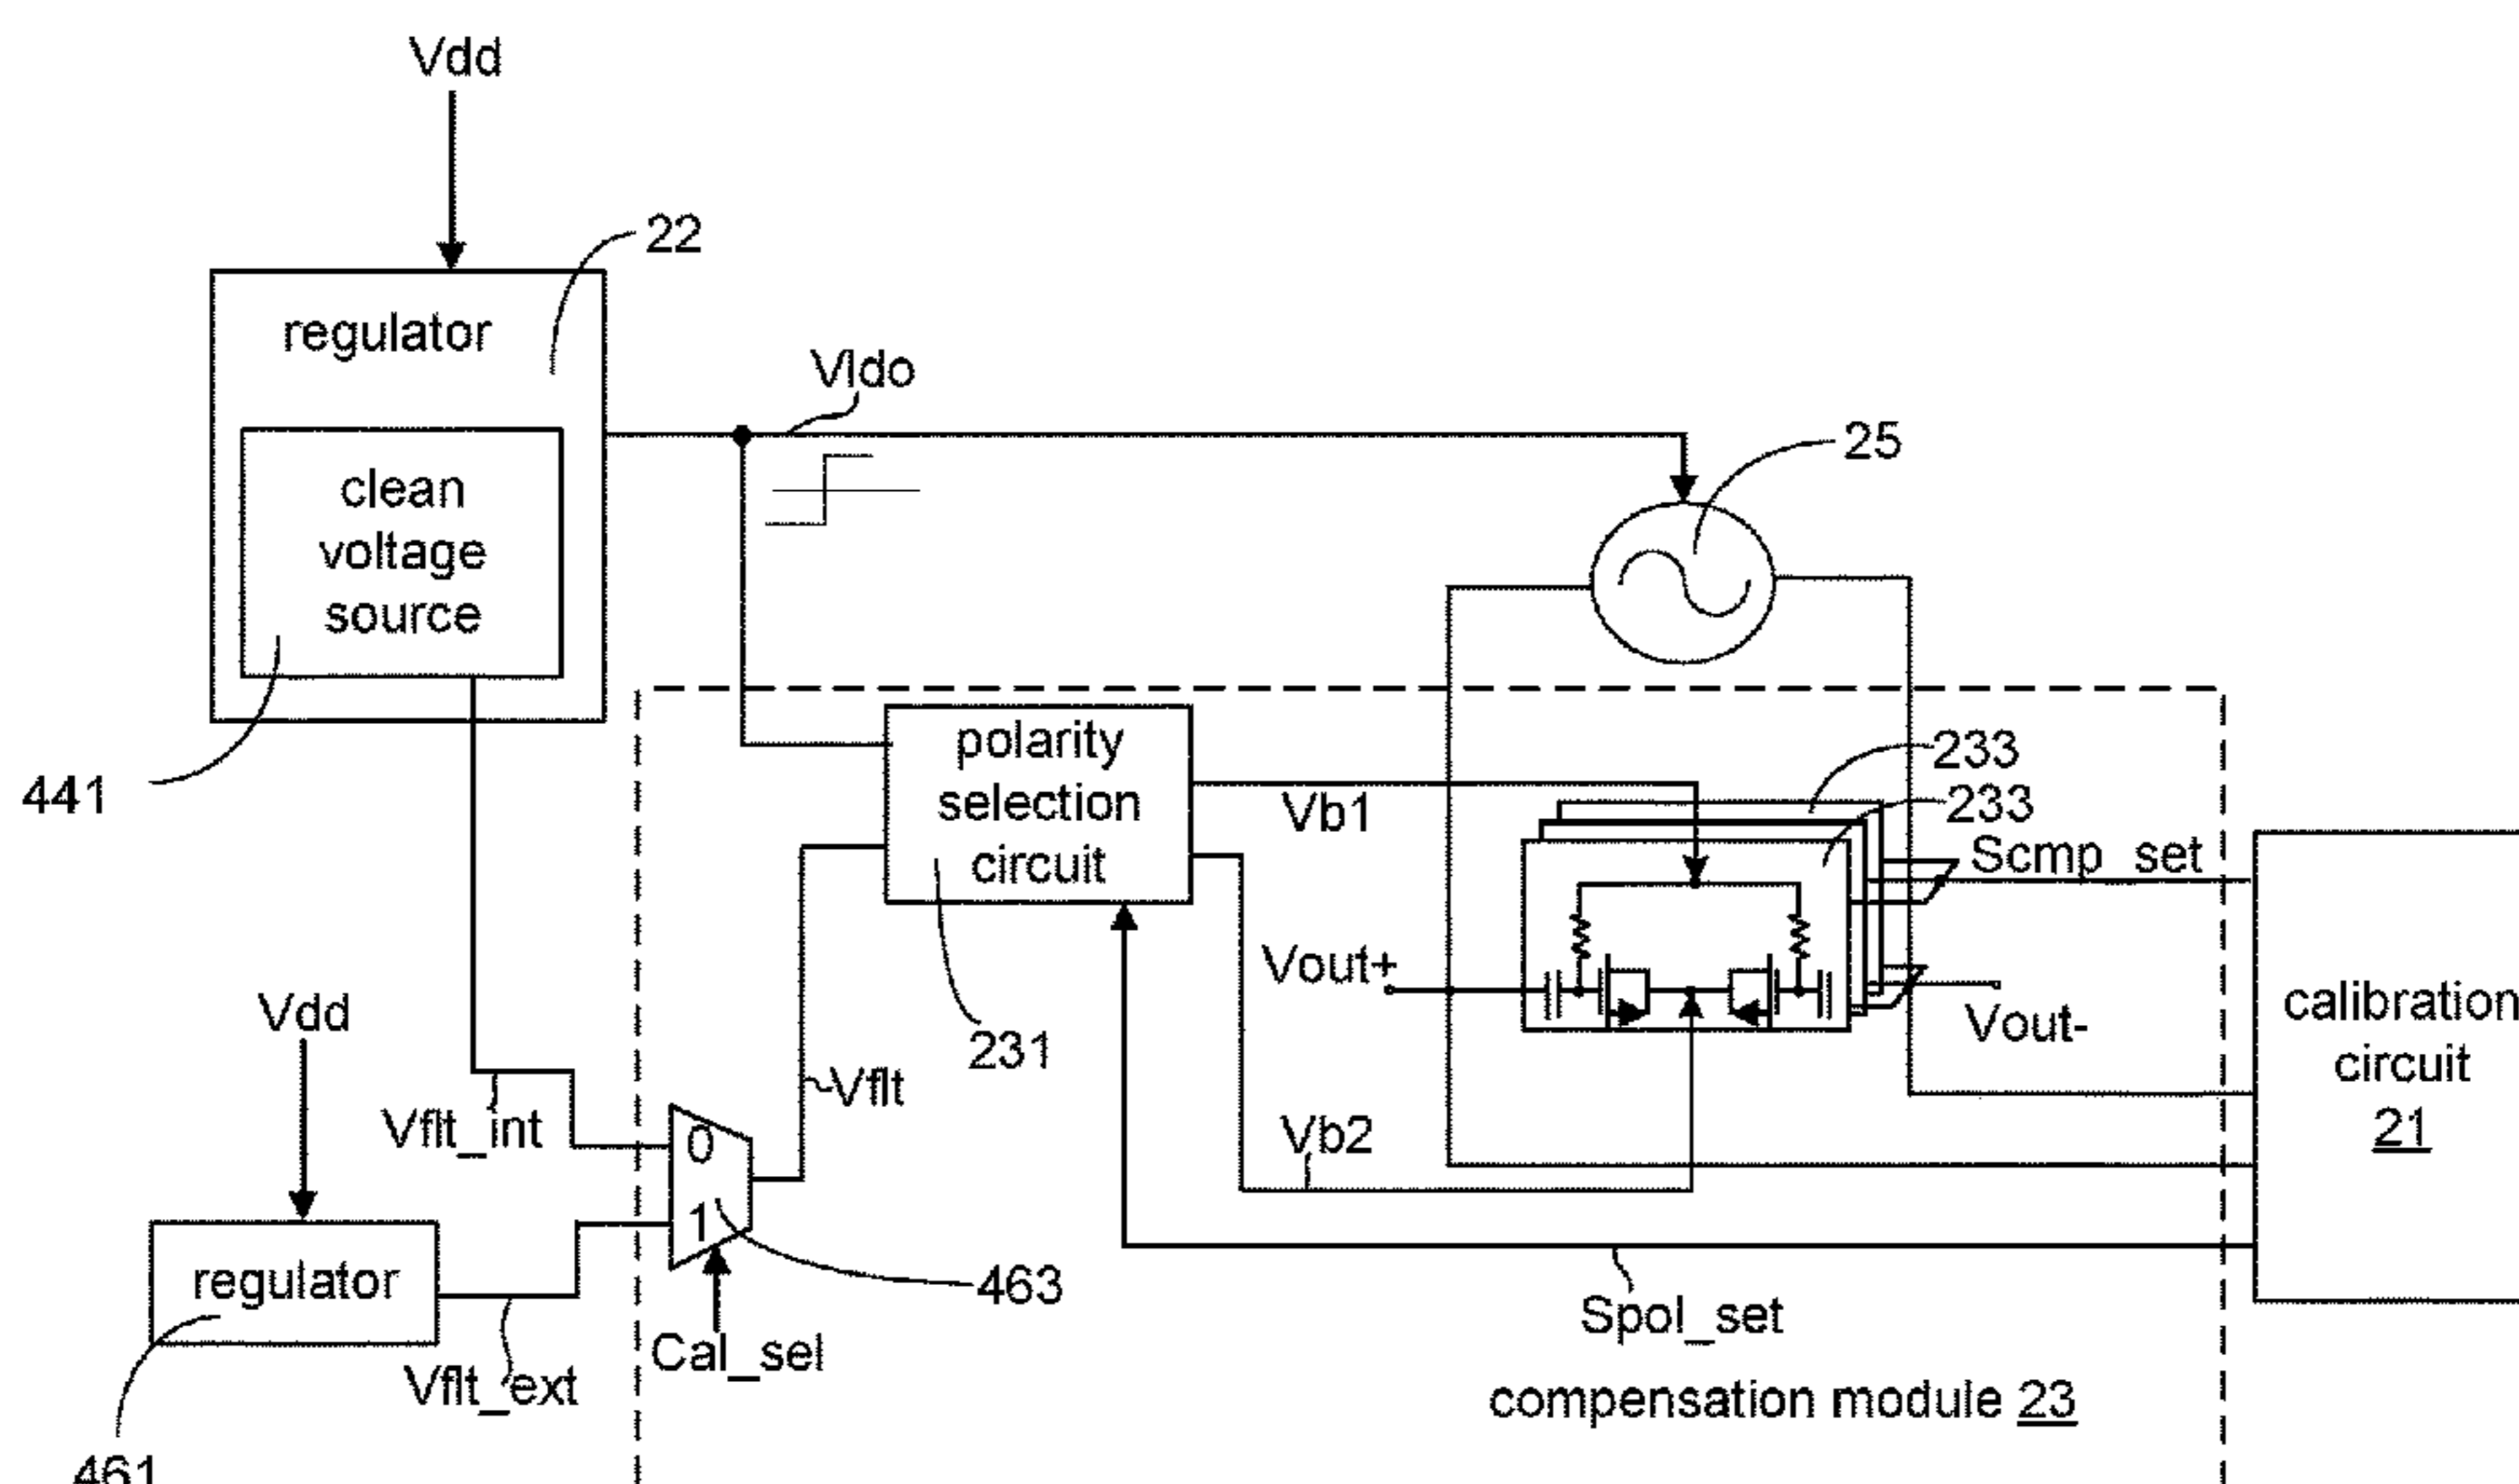 Vdd
22
regulator
Vldo
25
clean
voltage
source
441
polarity
selection
circuit
233
233
Vb1
Scmp_set
Vout+
Vout-
231
Vflt
Vdd
calibration
circuit
21
Vflt_int
0
1
Vb2
463
regulator
Cal_sel
Spol_set
Vflt_ext
compensation module 23
461